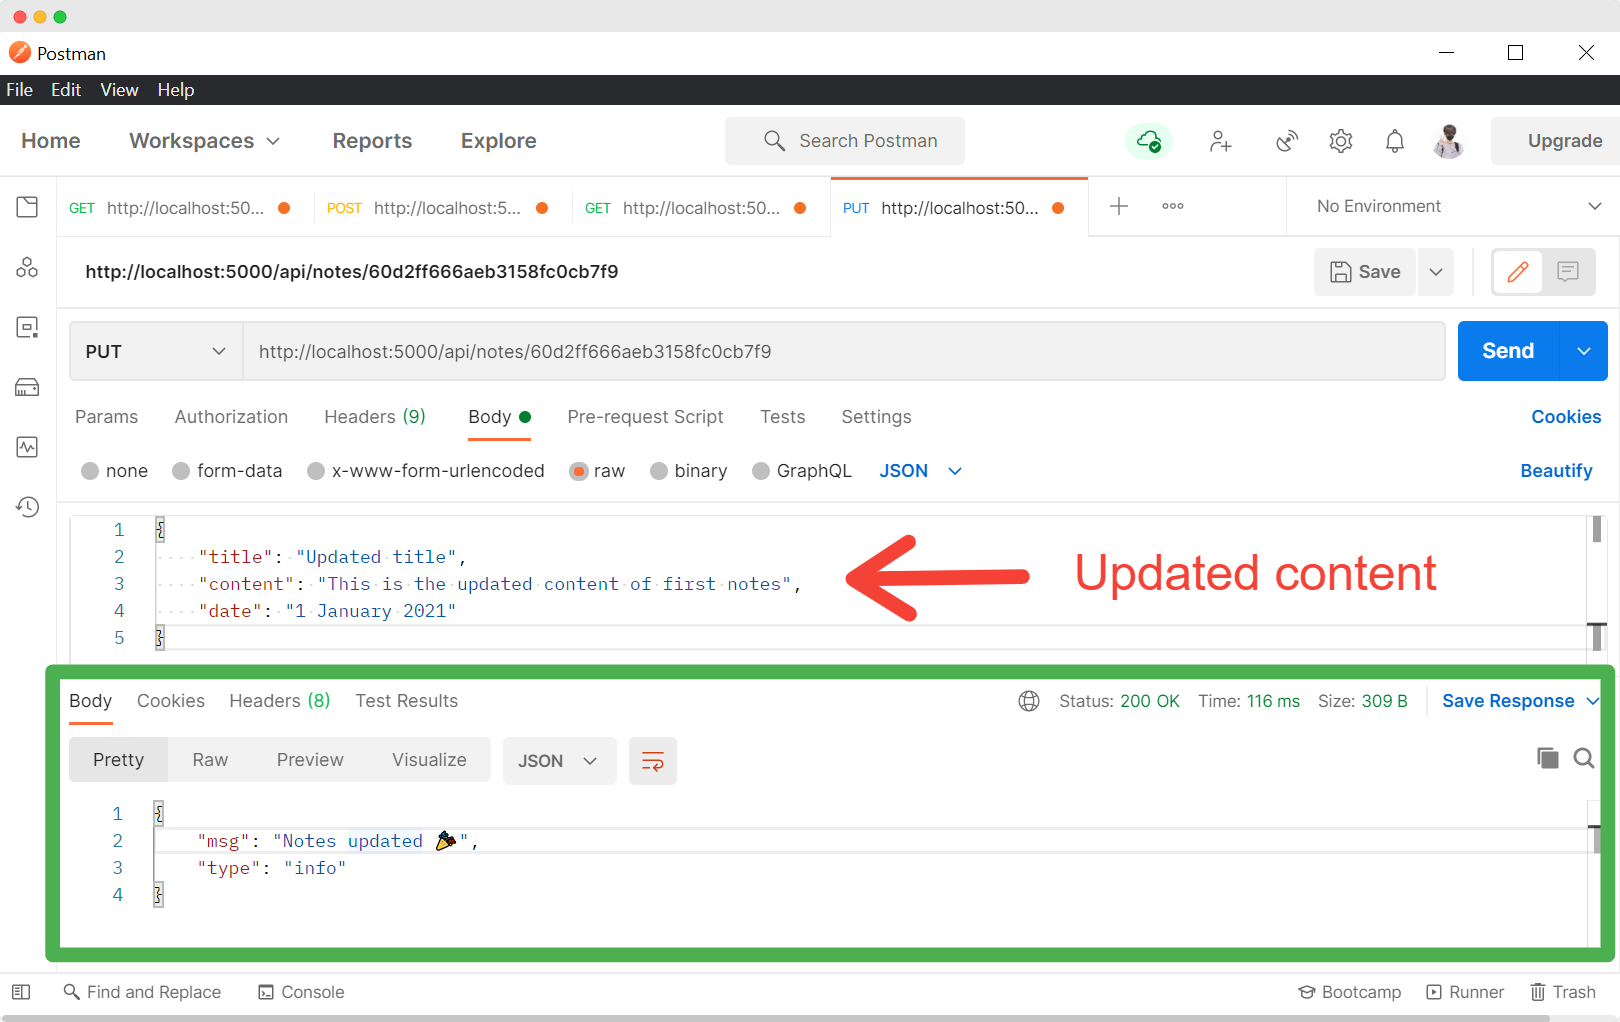 Postman
File Edit View Help
Home Workspaces Reports Explore Search Postman Upgrade
GET http://localhost:50... POST http://localhost:5... GET http://localhost:50... PUT http://localhost:50... No Environment
http://localhost:5000/api/notes/60d2ff666aeb3158fc0cb7f9 Save
PUT http://localhost:5000/api/notes/60d2ff666aeb3158fc0cb7f9 Send
Params Authorization Headers (9) Body Pre-request Script Tests Settings Cookies
none form-data x-www-form-urlencoded raw binary GraphQL JSON Beautify
1 {
2 "title": "Updated title",
3 "content": "This is the updated content of first notes",
4 "date": "1 January 2021"
5 }
Updated content
Body Cookies Headers (8) Test Results Status: 200 OK Time: 116 ms Size: 309 B Save Response
Pretty Raw Preview Visualize JSON
1 {
2 "msg": "Notes updated 🎉",
3 "type": "info"
4 }
Find and Replace Console Bootcamp Runner Trash